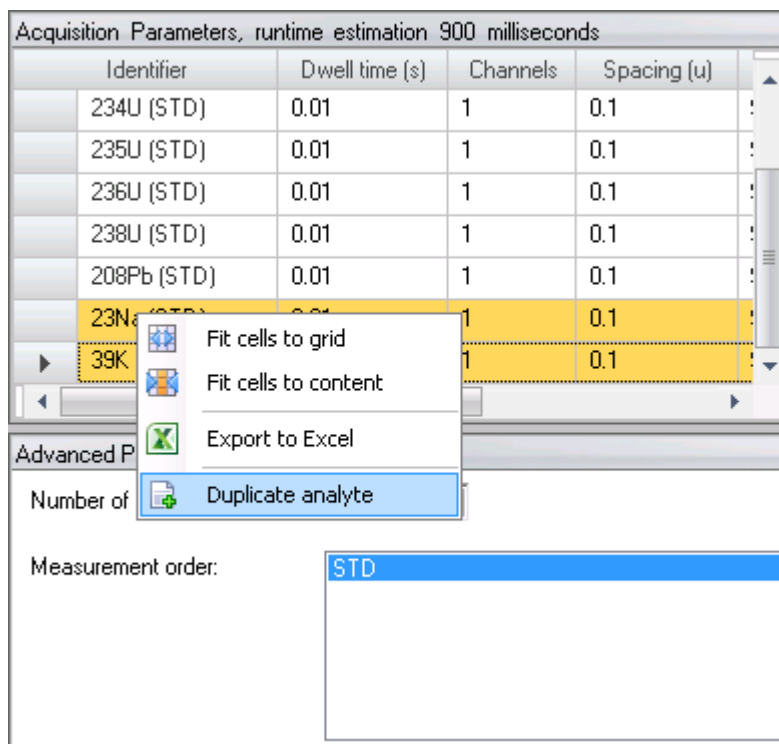 Acquisition Parameters, runtime estimation 900 milliseconds
Identifier Dwell time (s) Channels Spacing (u)
234U (STD) 0.01 1 0.1
235U (STD) 0.01 1 0.1
236U (STD) 0.01 1 0.1
238U (STD) 0.01 1 0.1
208Pb (STD) 0.01 1 0.1
23Na 1 0.1
39K 1 0.1
Fit cells to grid
Fit cells to content
Export to Excel
Duplicate analyte
Advanced P
Number of
Measurement order:
STD